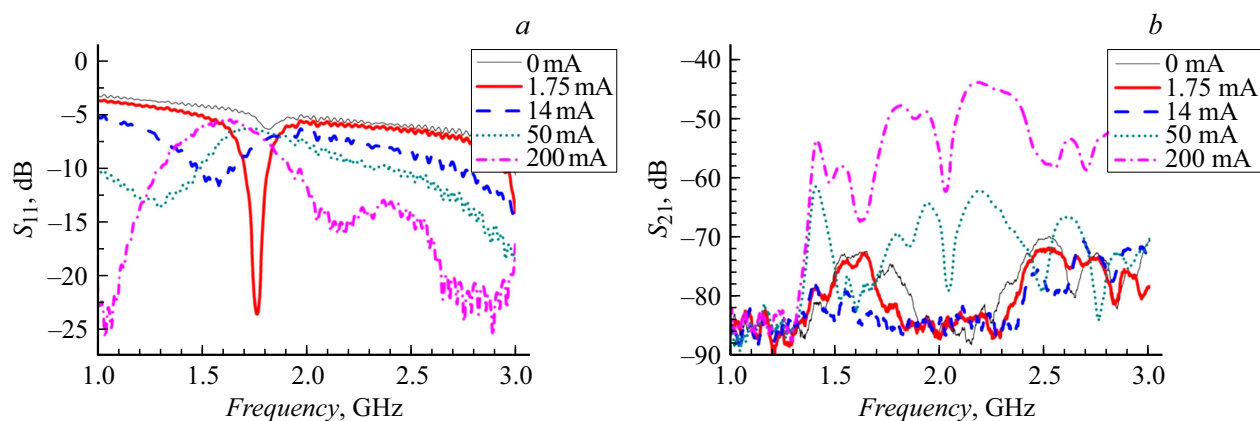 a
0 mA
1.75 mA
14 mA
50 mA
200 mA
0
–5
–10
–15
–20
–25
S11, dB
1.0
1.5
2.0
2.5
3.0
Frequency, GHz
b
0 mA
1.75 mA
14 mA
50 mA
200 mA
–40
–50
–60
–70
–80
–90
S21, dB
1.0
1.5
2.0
2.5
3.0
Frequency, GHz